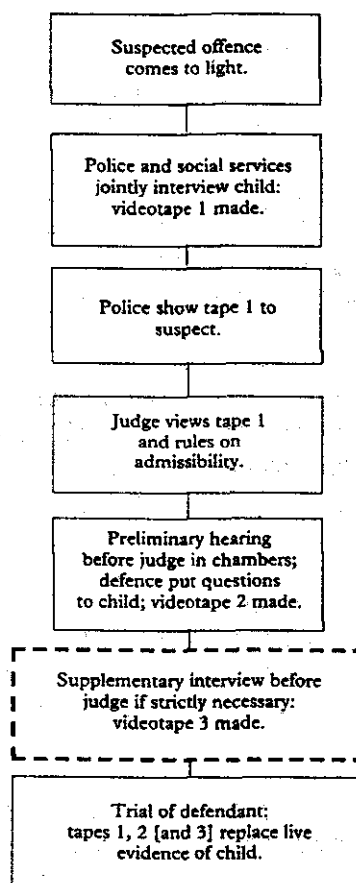 Suspected offence
comes to light.
Police and social services
jointly interview child:
videotape 1 made.
Police show tape 1 to
suspect.
Judge views tape 1
and rules on
admissibility.
Preliminary hearing
before judge in chambers;
defence put questions
to child; videotape 2 made.
Supplementary interview before
judge if strictly necessary:
videotape 3 made.
Trial of defendant:
tapes 1, 2 [and 3] replace live
evidence of child.